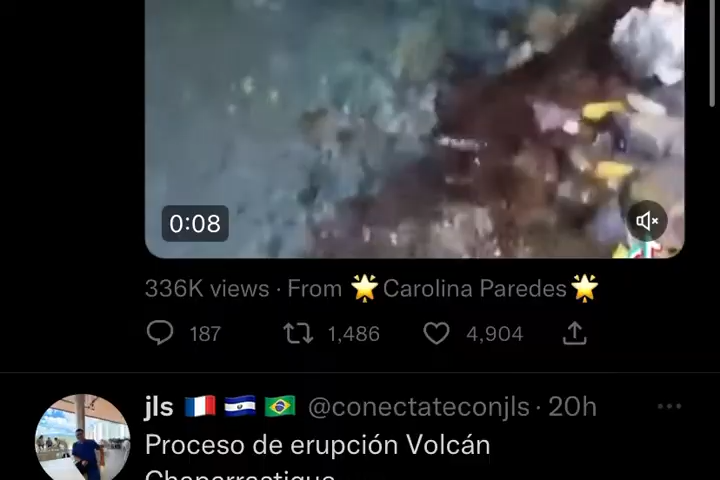 0:08
336K views · From 🌟Carolina Paredes🌟
187 1,486 4,904
jls 🇫🇷 🇸🇻 🇧🇷 @conectateconjls · 20h
Proceso de erupción Volcán
Chaparrastique